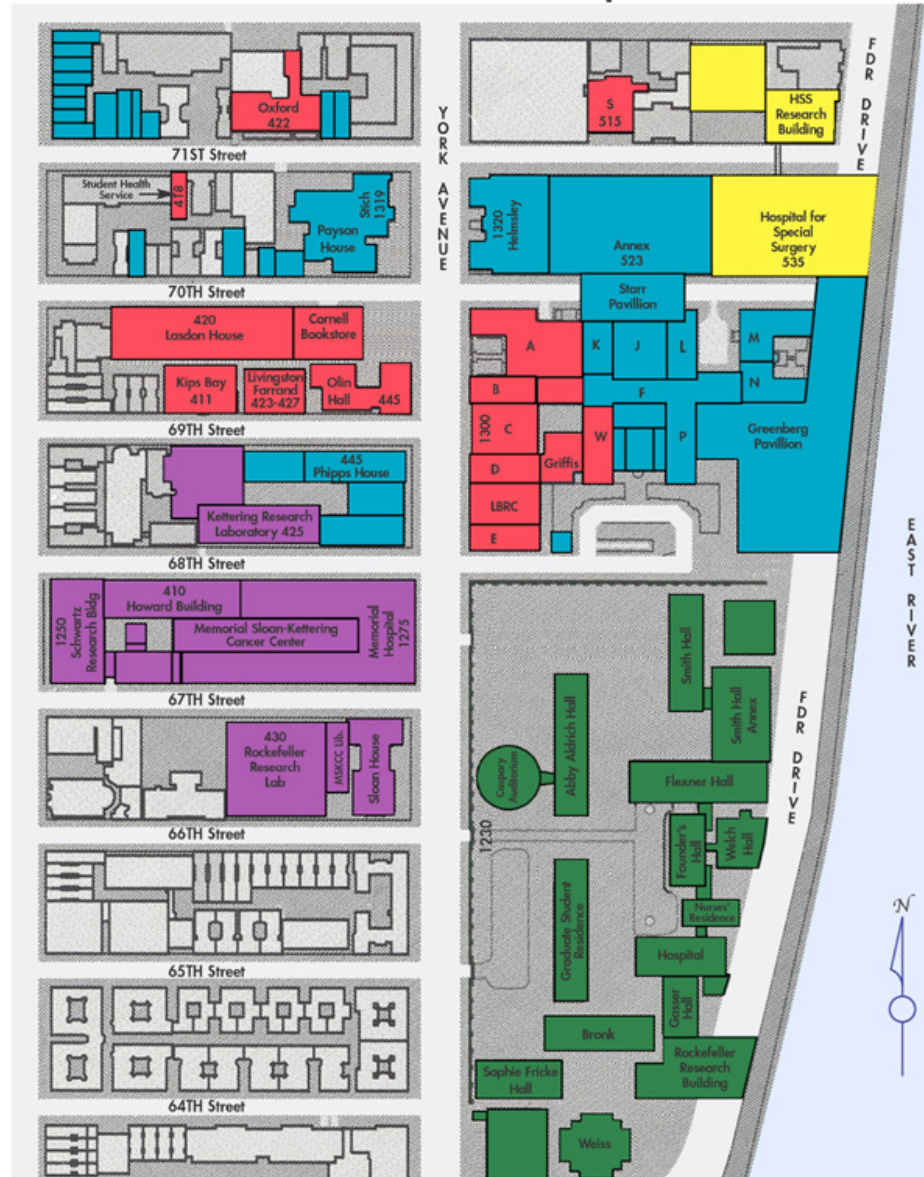 Oxford
422
S
515
HSS
Research
Building
FDR DRIVE
71ST Street
YORK AVENUE
Student Health
Service
418
Stich
1319
Payson
House
1320
Helmsley
Annex
523
Hospital for
Special
Surgery
535
70TH Street
Starr
Pavilion
420
Lasdon House
Cornell
Bookstore
Kips Bay
411
Livingston
Farrand
423-427
Olin
Hall
445
A
K
J
L
M
B
F
N
1300
C
W
P
Greenberg
Pavilion
D
Griffis
LBRC
E
69TH Street
445
Phipps House
Kettering Research
Laboratory 425
68TH Street
EAST RIVER
1250
Schwartz
Research Bldg
410
Howard Building
Memorial Sloan-Kettering
Cancer Center
Memorial
Hospital
1275
67TH Street
Smith Hall
Smith Hall
Annex
FDR DRIVE
Abby Aldrich Hall
Caspary
Auditorium
Flexner Hall
430
Rockefeller
Research
Lab
MSKCC Lib.
Sloan House
66TH Street
1230
Founder's
Hall
Welch
Hall
Nurses'
Residence
Graduate Student
Residence
Hospital
N
65TH Street
Gasser
Hall
Bronk
Rockefeller
Research
Building
Sophie Fricke
Hall
64TH Street
Weiss